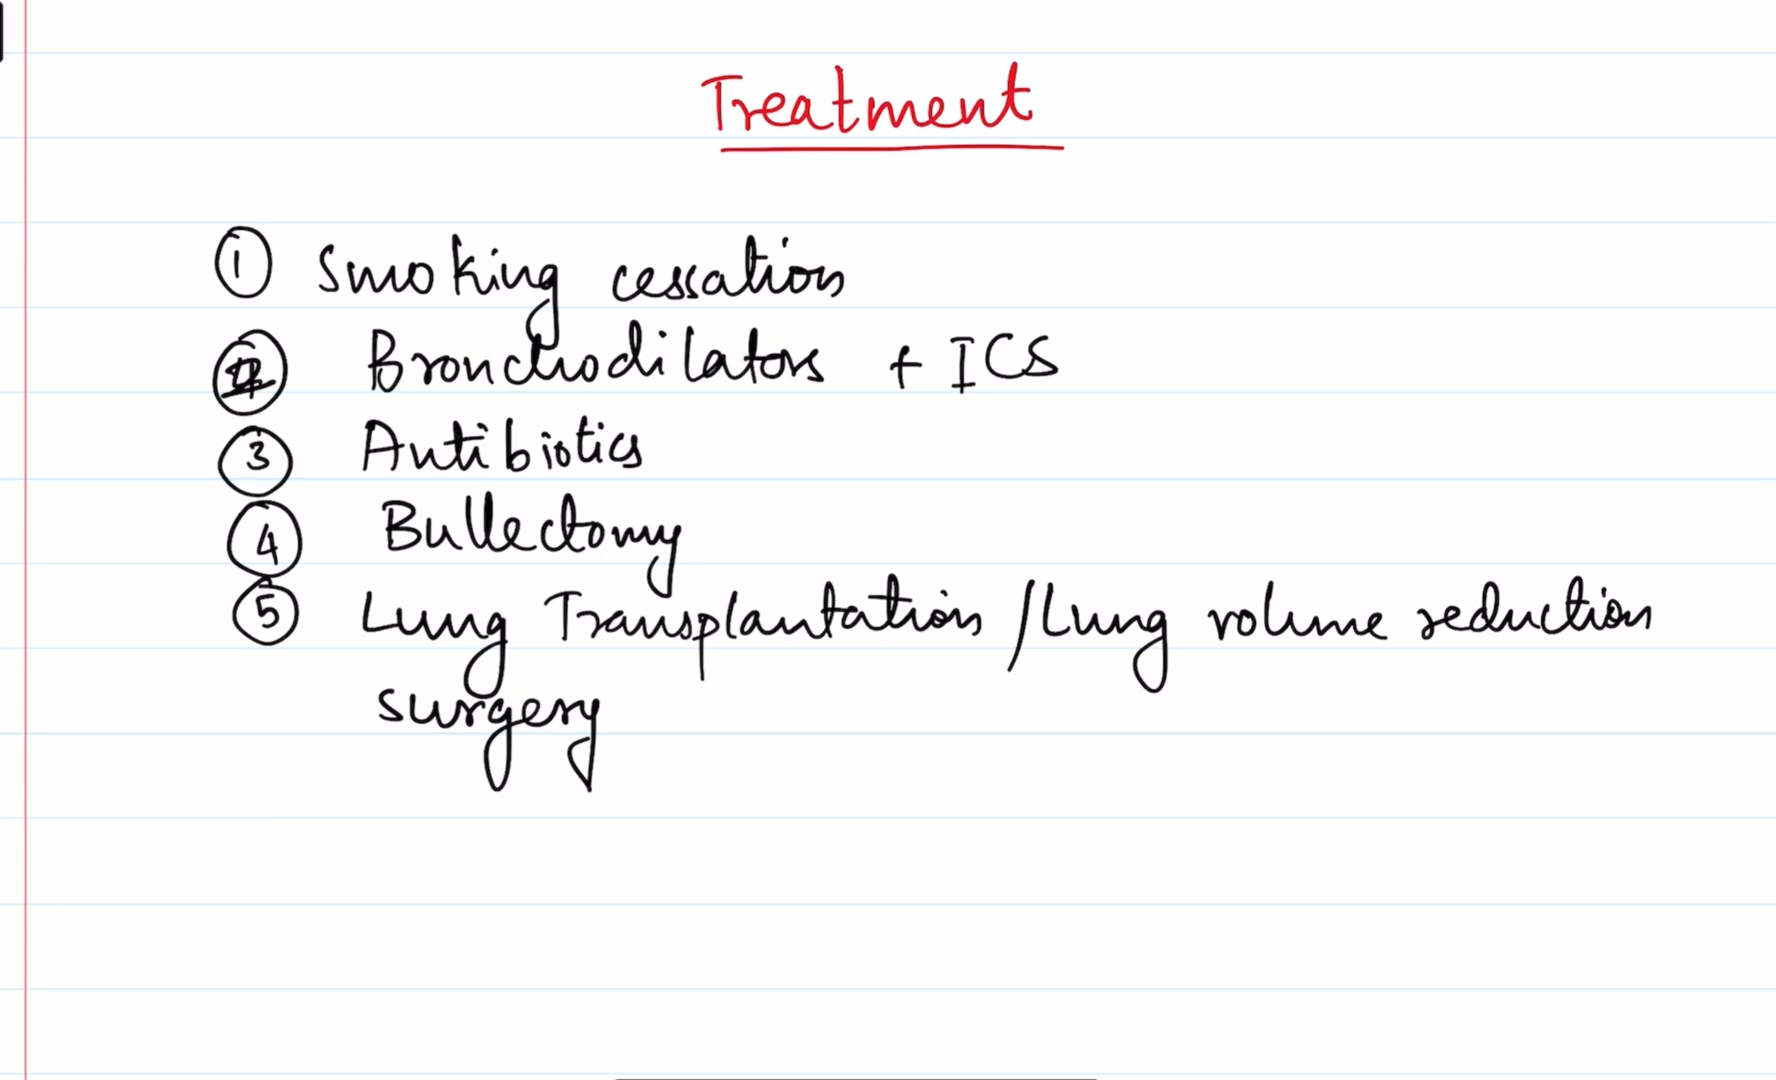 Treatment
① Smoking cessation
② Bronchodilators + ICS
③ Antibiotics
④ Bullectomy
⑤ Lung Transplantation / Lung volume reduction
surgery